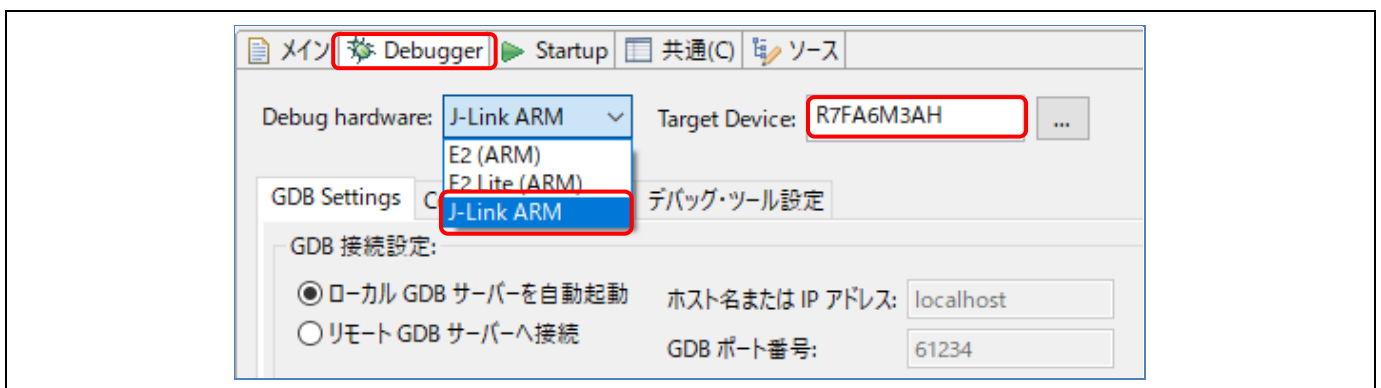 メイン Debugger Startup 共通(C) ソース
Debug hardware: J-Link ARM Target Device: R7FA6M3AH ...
E2 (ARM)
E2 Lite (ARM)
J-Link ARM
GDB Settings C デバッグ・ツール設定
GDB 接続設定:
ローカル GDB サーバーを自動起動 ホスト名または IP アドレス: localhost
リモート GDB サーバーへ接続
GDB ポート番号: 61234